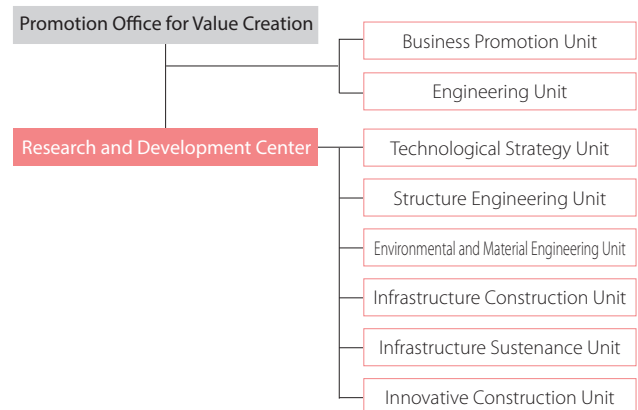 Promotion Office for Value Creation
Business Promotion Unit
Engineering Unit
Research and Development Center
Technological Strategy Unit
Structure Engineering Unit
Environmental and Material Engineering Unit
Infrastructure Construction Unit
Infrastructure Sustenance Unit
Innovative Construction Unit